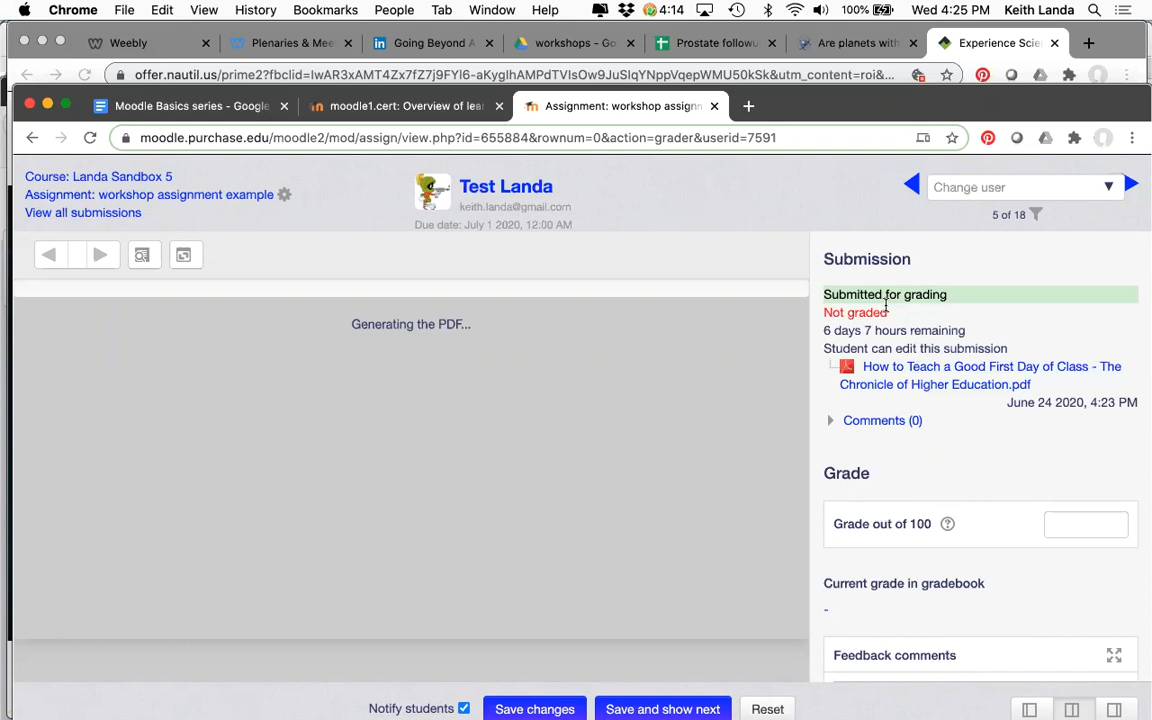 Chrome File Edit View History Bookmarks People Tab Window Help 4:14 100% Wed 4:25 PM Keith Landa
Weebly Plenaries & Mee Going Beyond A workshops - Go Prostate followu Are planets with Experience Scie
offer.nautil.us/prime2?fbclid=IwAR3xAMT4Zx7fZ7j9FYI6-aKyglhAMPdTVIsOw9JuSlqYNppVqepWMU50kSk&utm_content=roi&...
Moodle Basics series - Google moodle1.cert: Overview of lea Assignment: workshop assignn
moodle.purchase.edu/moodle2/mod/assign/view.php?id=655884&rownum=0&action=grader&userid=7591
Course: Landa Sandbox 5
Assignment: workshop assignment example
View all submissions
Test Landa
keith.landa@gmail.com
Due date: July 1 2020, 12:00 AM
Change user
5 of 18
Generating the PDF...
Submission
Submitted for grading
Not graded
6 days 7 hours remaining
Student can edit this submission
How to Teach a Good First Day of Class - The
Chronicle of Higher Education.pdf
June 24 2020, 4:23 PM
Comments (0)
Grade
Grade out of 100
Current grade in gradebook
-
Feedback comments
Notify students Save changes Save and show next Reset